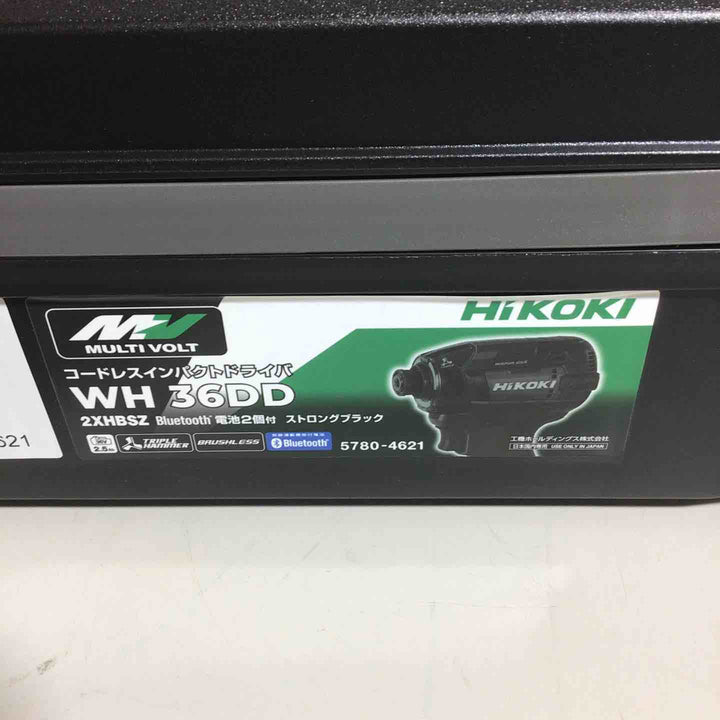 MV
MULTI VOLT
HiKOKI
コードレスインパクトドライバ
WH 36DD
2XHBSZ Bluetooth 電池2個付 ストロングブラック
HiKOKI
36V
2.5Ah
TRIPLE HAMMER
BRUSHLESS
Bluetooth
5780-4621
工機ホールディングス株式会社
日本国内専用 USE ONLY IN JAPAN
621